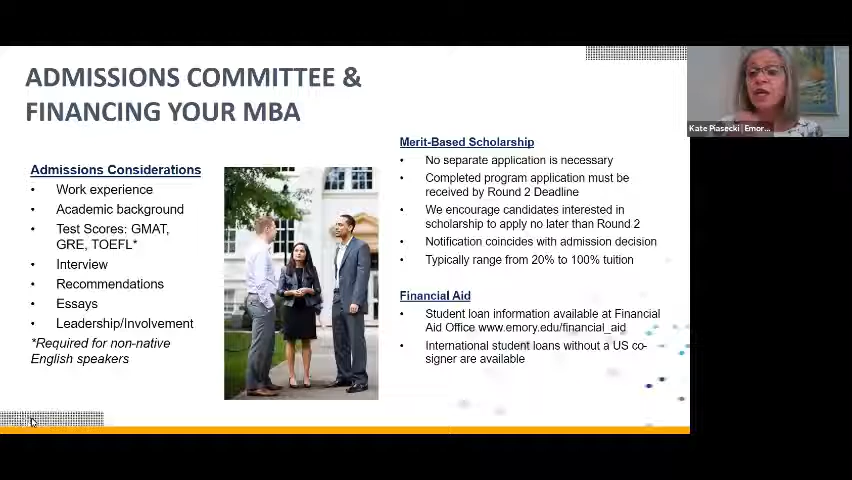 ADMISSIONS COMMITTEE &
FINANCING YOUR MBA
Admissions Considerations
• Work experience
• Academic background
• Test Scores: GMAT,
GRE, TOEFL*
• Interview
• Recommendations
• Essays
• Leadership/Involvement
*Required for non-native
English speakers
Merit-Based Scholarship
• No separate application is necessary
• Completed program application must be
received by Round 2 Deadline
• We encourage candidates interested in
scholarship to apply no later than Round 2
• Notification coincides with admission decision
• Typically range from 20% to 100% tuition
Financial Aid
• Student loan information available at Financial
Aid Office www.emory.edu/financial_aid
• International student loans without a US co-
signer are available
Kate Piasecki | Emor...